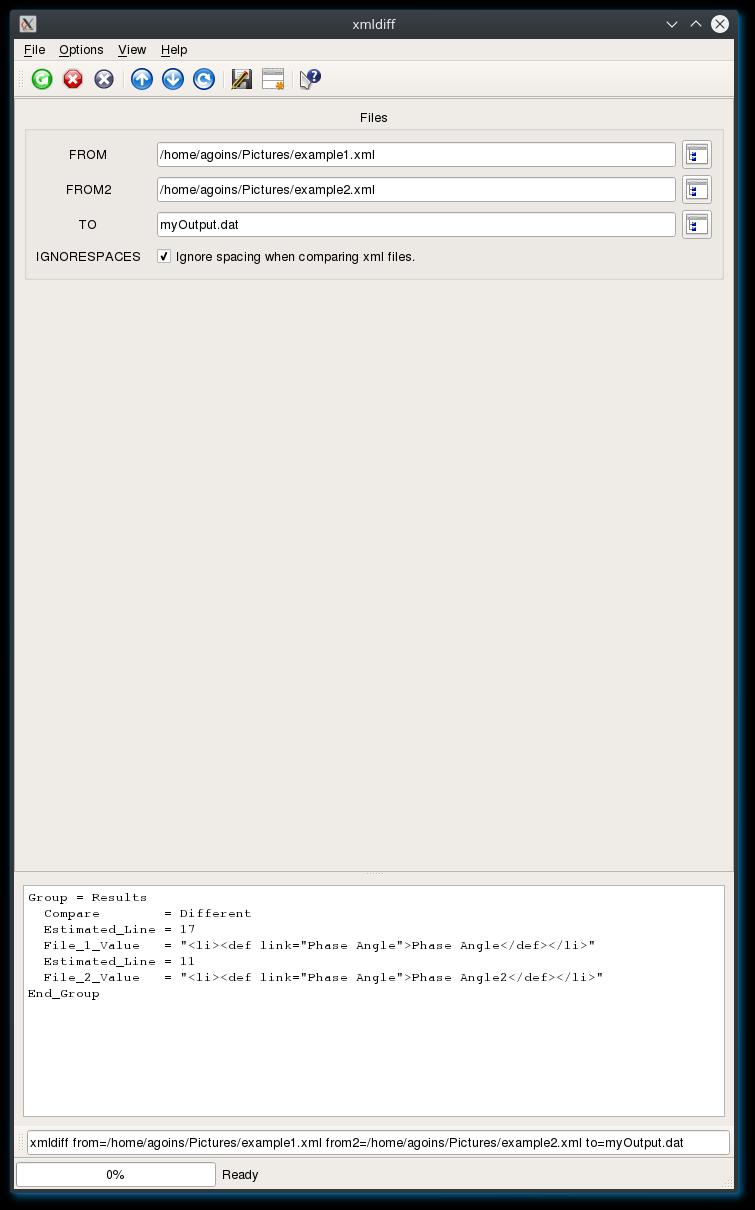 xmldiff
File Options View Help
Files
FROM /home/agoins/Pictures/example1.xml
FROM2 /home/agoins/Pictures/example2.xml
TO myOutput.dat
IGNORESPACES Ignore spacing when comparing xml files.
Group = Results
  Compare        = Different
  Estimated_Line = 17
  File_1_Value   = "<li><def link="Phase Angle">Phase Angle</def></li>"
  Estimated_Line = 11
  File_2_Value   = "<li><def link="Phase Angle">Phase Angle2</def></li>"
End_Group
xmldiff from=/home/agoins/Pictures/example1.xml from2=/home/agoins/Pictures/example2.xml to=myOutput.dat
0% Ready